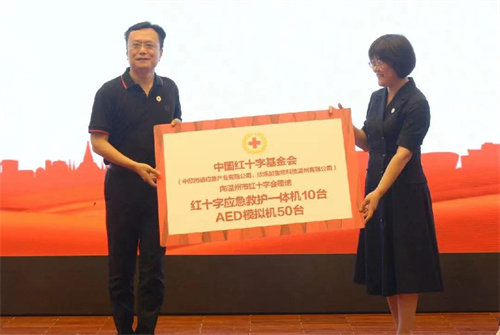 中国红十字基金会
向温州市红十字会赠送
红十字应急救护一体机10台
AED模拟机50台